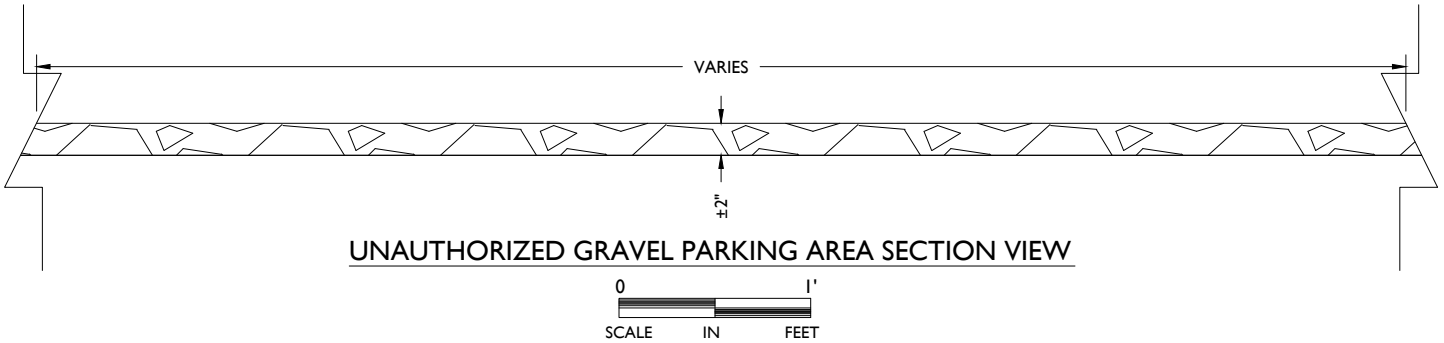 VARIES
±2"
UNAUTHORIZED GRAVEL PARKING AREA SECTION VIEW
0 1'
SCALE IN FEET